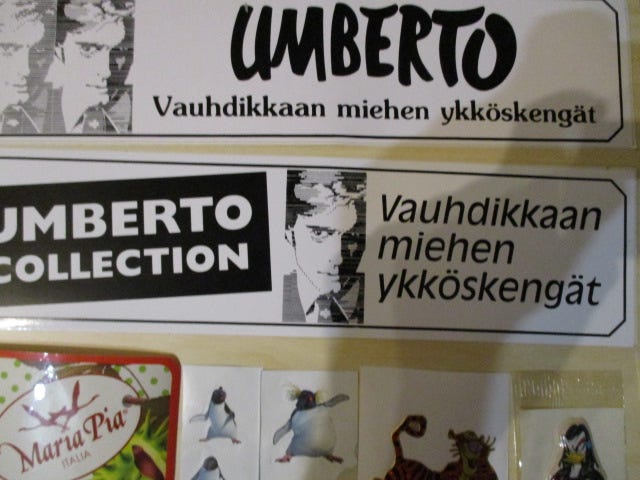 UMBERTO
Vauhdikkaan miehen ykköskengät
UMBERTO
COLLECTION
Vauhdikkaan
miehen
ykköskengät
Maria Pia
ITALIA